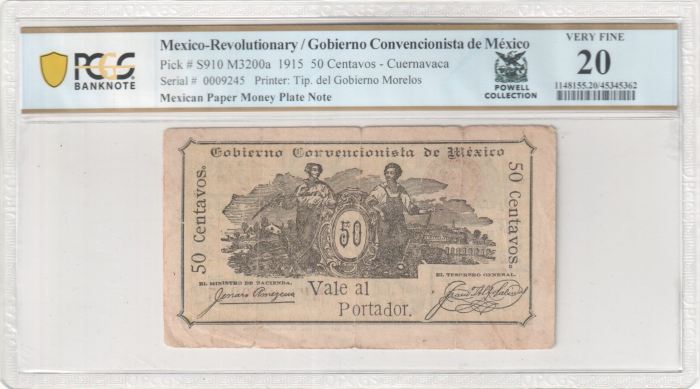 PCGS
BANKNOTE
Mexico-Revolutionary / Gobierno Convencionista de México
Pick # S910 M3200a 1915 50 Centavos - Cuernavaca
Serial # 0009245 Printer: Tip. del Gobierno Morelos
Mexican Paper Money Plate Note
POWELL
COLLECTION
VERY FINE
20
1148155.20/45345362
Gobierno Convencionista de México
50 Centavos.
50
50 Centavos.
EL MINISTRO DE HACIENDA.
Vale al
Portador.
EL TESORERO GENERAL.